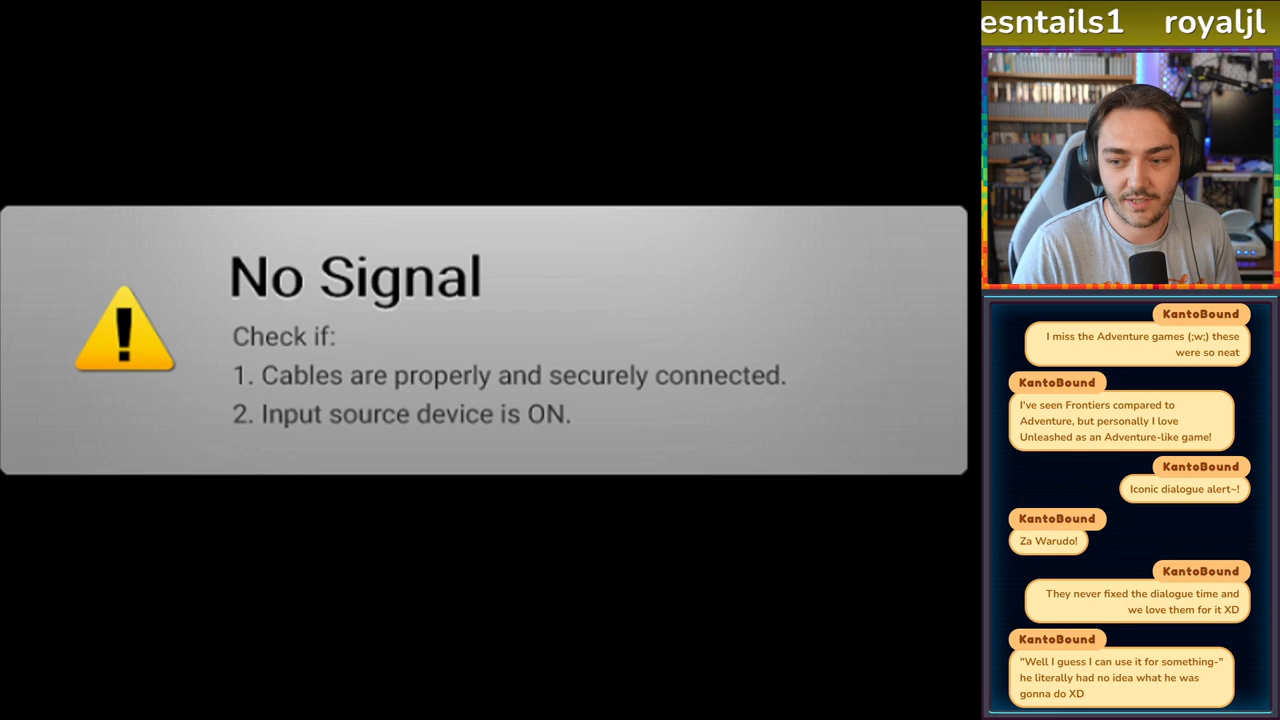 esntails1 royaljl
No Signal
Check if:
1. Cables are properly and securely connected.
2. Input source device is ON.
KantoBound
I miss the Adventure games (;w;) these
were so neat
KantoBound
I've seen Frontiers compared to
Adventure, but personally I love
Unleashed as an Adventure-like game!
KantoBound
Iconic dialogue alert~!
KantoBound
Za Warudo!
KantoBound
They never fixed the dialogue time and
we love them for it XD
KantoBound
"Well I guess I can use it for something-"
he literally had no idea what he was
gonna do XD